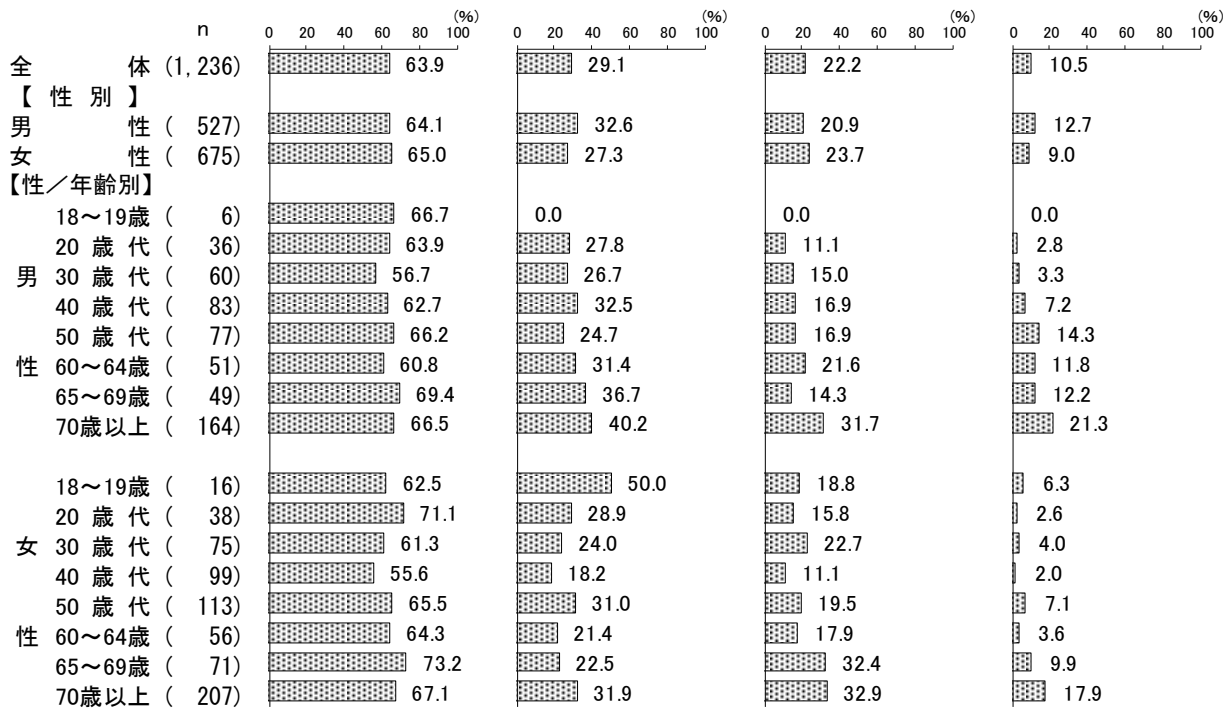 (%) (%) (%) (%)
n 0 20 40 60 80 100 0 20 40 60 80 100 0 20 40 60 80 100 0 20 40 60 80 100
全 体 (1,236) 63.9 29.1 22.2 10.5
【 性 別 】
男 性 ( 527) 64.1 32.6 20.9 12.7
女 性 ( 675) 65.0 27.3 23.7 9.0
【性/年齢別】
18~19歳 ( 6) 66.7 0.0 0.0 0.0
20 歳 代 ( 36) 63.9 27.8 11.1 2.8
男 30 歳 代 ( 60) 56.7 26.7 15.0 3.3
40 歳 代 ( 83) 62.7 32.5 16.9 7.2
50 歳 代 ( 77) 66.2 24.7 16.9 14.3
性 60~64歳 ( 51) 60.8 31.4 21.6 11.8
65~69歳 ( 49) 69.4 36.7 14.3 12.2
70歳以上 ( 164) 66.5 40.2 31.7 21.3
18~19歳 ( 16) 62.5 50.0 18.8 6.3
20 歳 代 ( 38) 71.1 28.9 15.8 2.6
女 30 歳 代 ( 75) 61.3 24.0 22.7 4.0
40 歳 代 ( 99) 55.6 18.2 11.1 2.0
50 歳 代 ( 113) 65.5 31.0 19.5 7.1
性 60~64歳 ( 56) 64.3 21.4 17.9 3.6
65~69歳 ( 71) 73.2 22.5 32.4 9.9
70歳以上 ( 207) 67.1 31.9 32.9 17.9